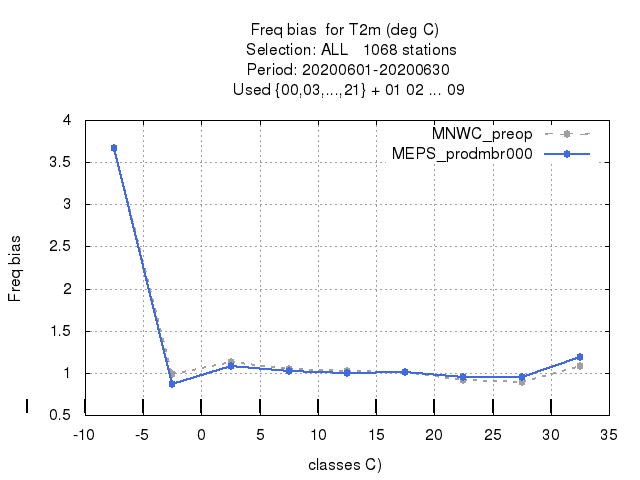 Freq bias for T2m (deg C)
Selection: ALL 1068 stations
Period: 20200601-20200630
Used {00,03,...,21} + 01 02 ... 09
MNWC_preop
MEPS_prodmbr000
Freq bias
4
3.5
3
2.5
2
1.5
1
0.5
-10 -5 0 5 10 15 20 25 30 35
classes C)